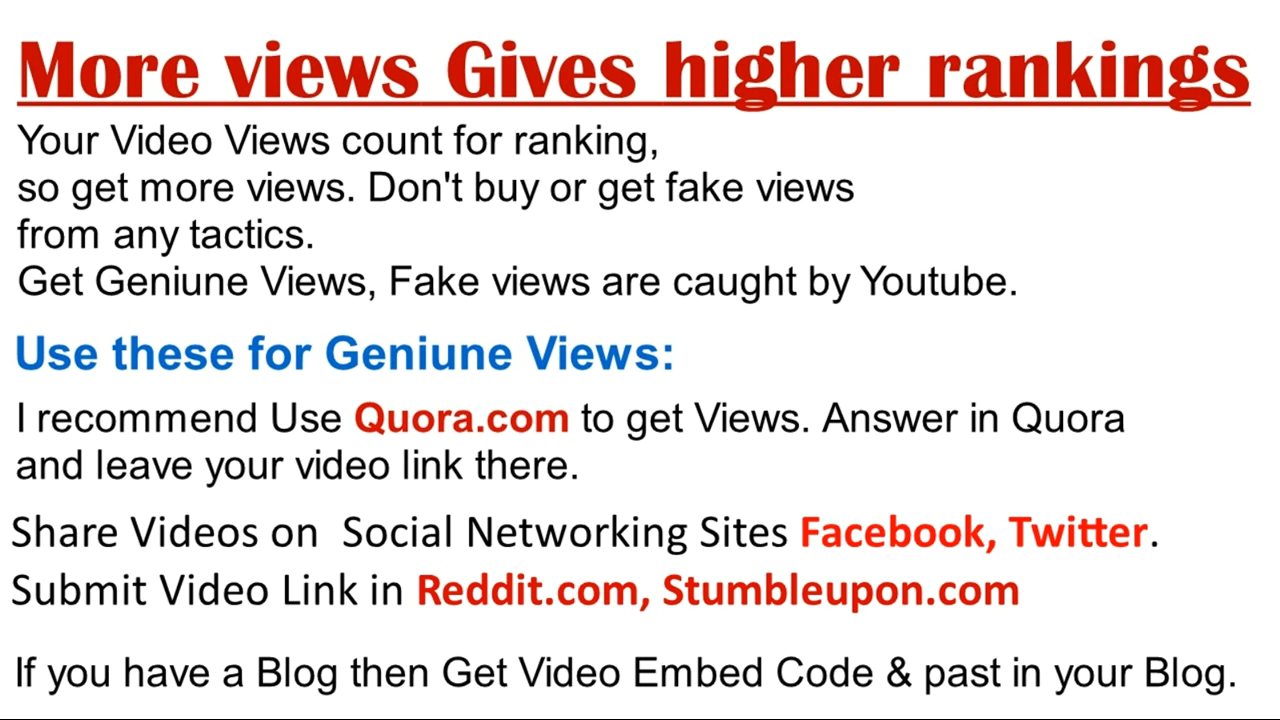 More views Gives higher rankings
Your Video Views count for ranking,
so get more views. Don't buy or get fake views
from any tactics.
Get Geniune Views, Fake views are caught by Youtube.
Use these for Geniune Views:
I recommend Use Quora.com to get Views. Answer in Quora
and leave your video link there.
Share Videos on Social Networking Sites Facebook, Twitter.
Submit Video Link in Reddit.com, Stumbleupon.com
If you have a Blog then Get Video Embed Code & past in your Blog.